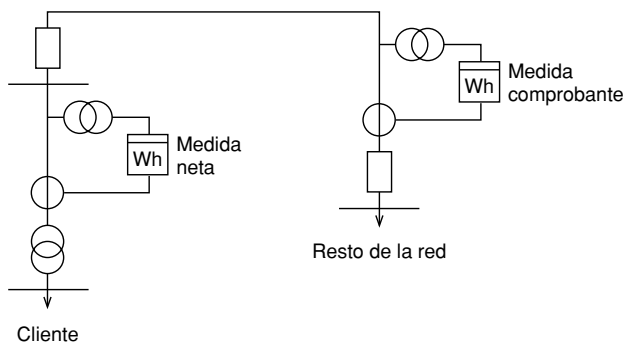 Wh
Medida
comprobante
Wh
Medida
neta
Resto de la red
Cliente